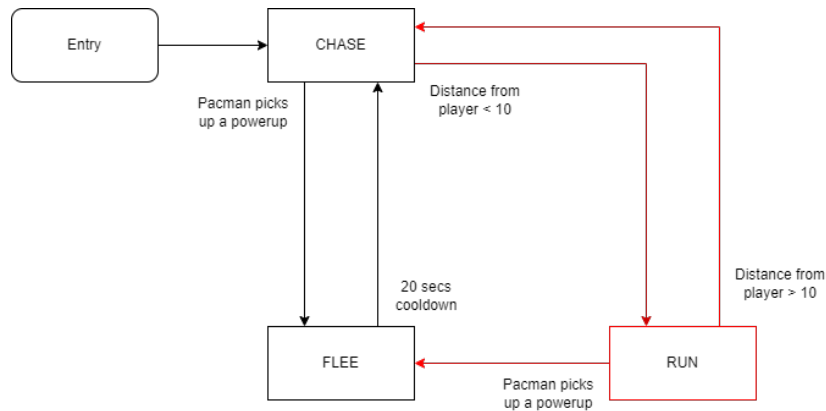 Entry
CHASE
Pacman picks
up a powerup
Distance from
player < 10
20 secs
cooldown
Distance from
player > 10
FLEE
RUN
Pacman picks
up a powerup